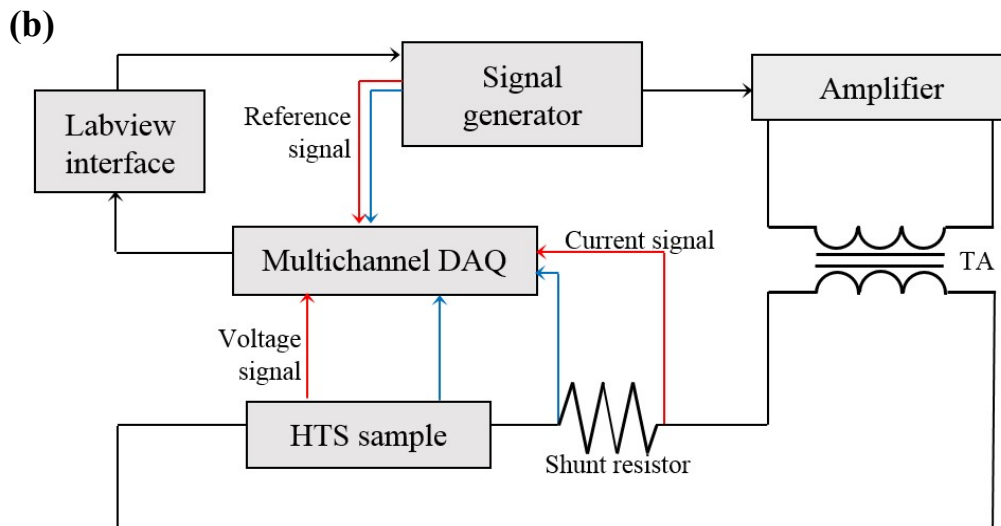 (b)
Signal
generator
Amplifier
Labview
interface
Reference
signal
Multichannel DAQ
Current signal
TA
Voltage
signal
HTS sample
Shunt resistor